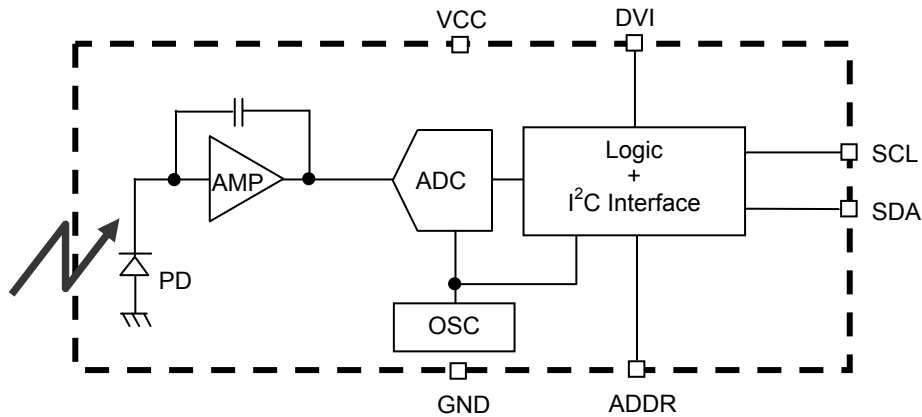 VCC
DVI
AMP
ADC
Logic
+
I²C Interface
SCL
SDA
PD
OSC
GND
ADDR